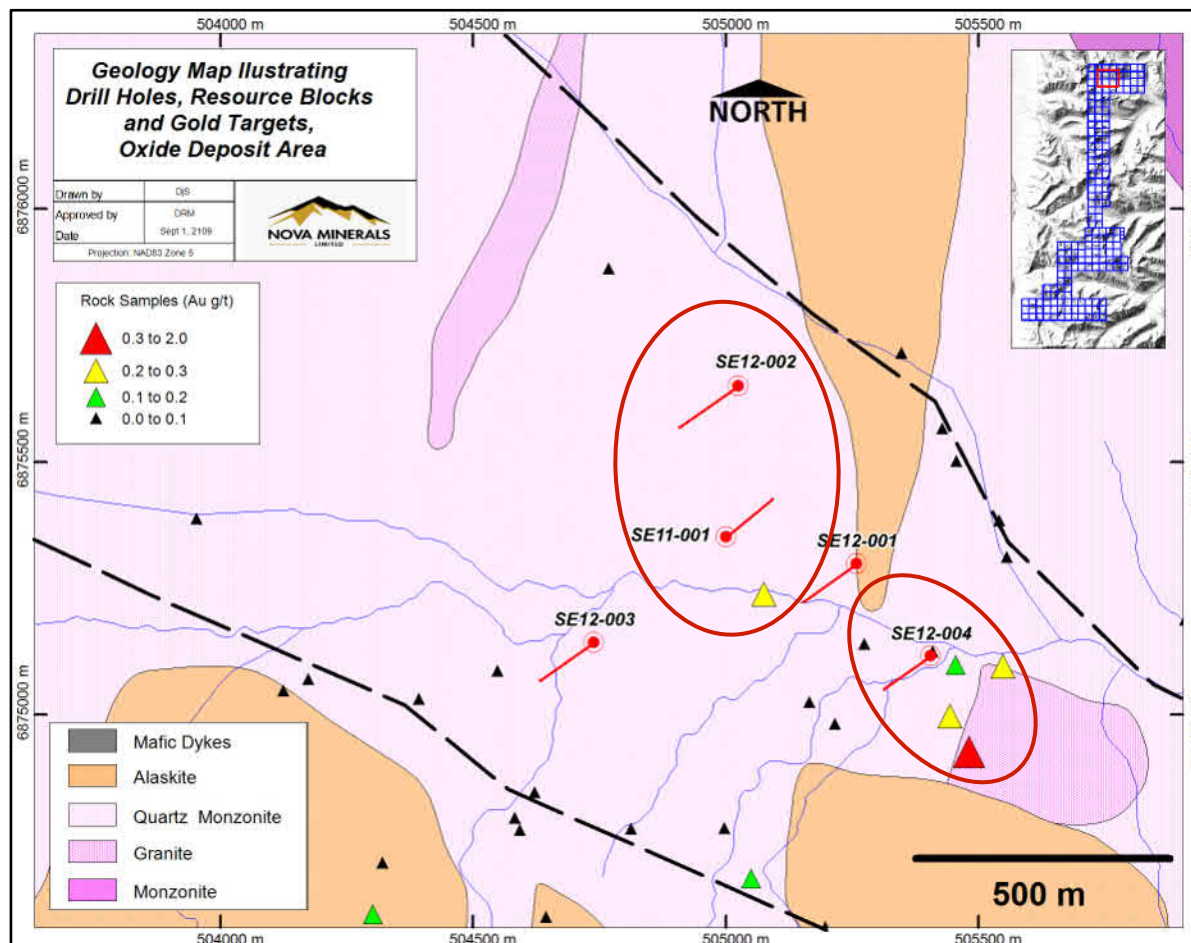 504000 m
504500 m
505000 m
505500 m
Geology Map Ilustrating
Drill Holes, Resource Blocks
and Gold Targets,
Oxide Deposit Area
Drawn by DjS
Approved by DRM
Date Sept 1, 2109
Projection: NAD83 Zone 5
NOVA MINERALS
LIMITED
NORTH
6876000 m
Rock Samples (Au g/t)
0.3 to 2.0
0.2 to 0.3
0.1 to 0.2
0.0 to 0.1
SE12-002
6875500 m
SE11-001
SE12-001
SE12-003
SE12-004
6875000 m
Mafic Dykes
Alaskite
Quartz Monzonite
Granite
Monzonite
500 m
504000 m
504500 m
505000 m
505500 m